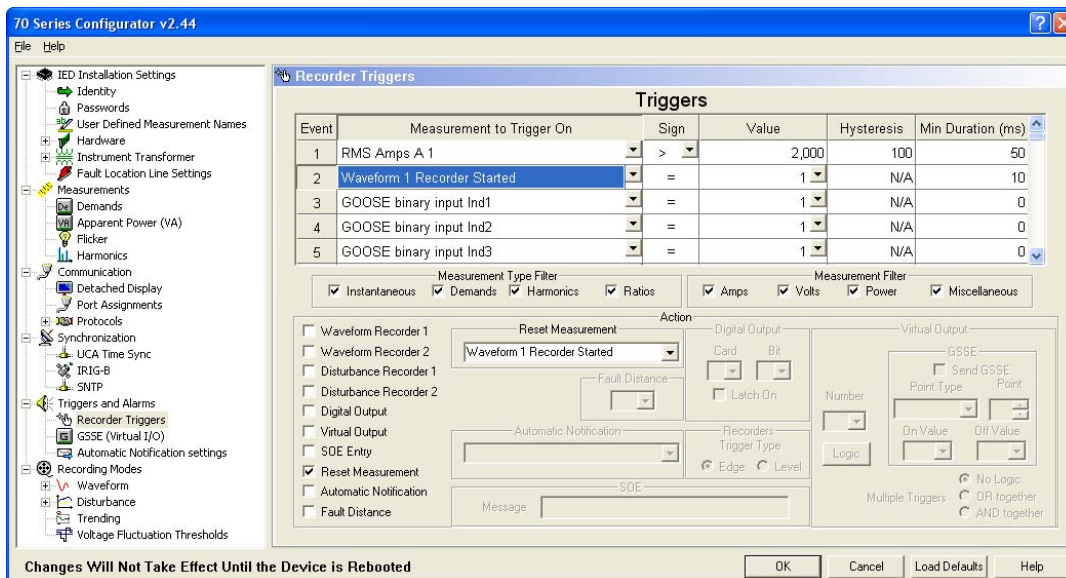 70 Series Configurator v2.44
File Help
IED Installation Settings
Identity
Passwords
User Defined Measurement Names
Hardware
Instrument Transformer
Fault Location Line Settings
Measurements
De Demands
VA Apparent Power (VA)
Flicker
Harmonics
Communication
Detached Display
Port Assignments
Protocols
Synchronization
UCA Time Sync
IRIG-B
SNTP
Triggers and Alarms
Recorder Triggers
G GSSE (Virtual I/O)
Automatic Notification settings
Recording Modes
Waveform
Disturbance
Trending
Voltage Fluctuation Thresholds
Recorder Triggers
Triggers
Event Measurement to Trigger On Sign Value Hysteresis Min Duration (ms)
1 RMS Amps A 1 > 2,000 100 50
2 Waveform 1 Recorder Started = 1 N/A 10
3 GOOSE binary input Ind1 = 1 N/A 0
4 GOOSE binary input Ind2 = 1 N/A 0
5 GOOSE binary input Ind3 = 1 N/A 0
Measurement Type Filter
Instantaneous Demands Harmonics Ratios
Measurement Filter
Amps Volts Power Miscellaneous
Action
Waveform Recorder 1
Waveform Recorder 2
Disturbance Recorder 1
Disturbance Recorder 2
Digital Output
Virtual Output
SOE Entry
Reset Measurement
Automatic Notification
Fault Distance
Reset Measurement
Waveform 1 Recorder Started
Fault Distance
Automatic Notification
SOE
Message
Digital Output
Card Bit
Latch On
Recorders
Trigger Type
Edge Level
Virtual Output
Number
Logic
GSSE
Send GSSE
Point Type Point
On Value Off Value
Multiple Triggers
No Logic
OR together
AND together
Changes Will Not Take Effect Until the Device is Rebooted
OK Cancel Load Defaults Help